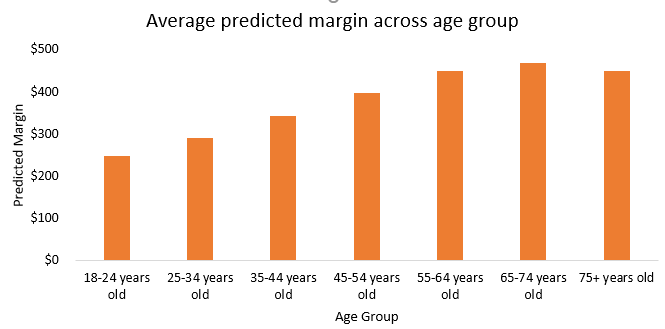 Average predicted margin across age group
$500
$400
$300
$200
$100
$0
Predicted Margin
18-24 years
old
25-34 years
old
35-44 years
old
45-54 years
old
55-64 years
old
65-74 years
old
75+ years old
Age Group